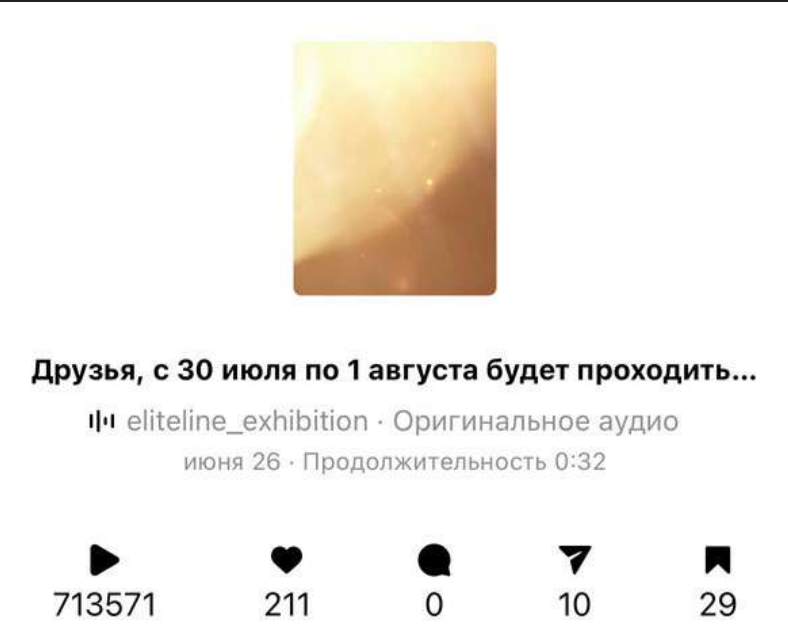 Друзья, с 30 июля по 1 августа будет проходить...
eliteline_exhibition · Оригинальное аудио
июня 26 · Продолжительность 0:32
713571 211 0 10 29